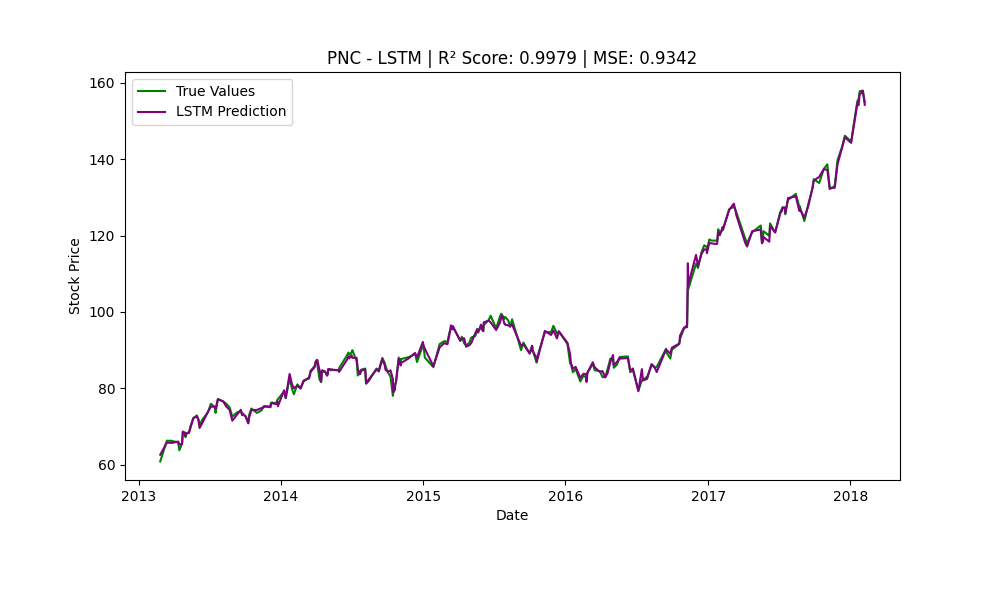 PNC - LSTM | R² Score: 0.9979 | MSE: 0.9342
True Values
LSTM Prediction
160
140
120
100
80
60
Stock Price
2013 2014 2015 2016 2017 2018
Date